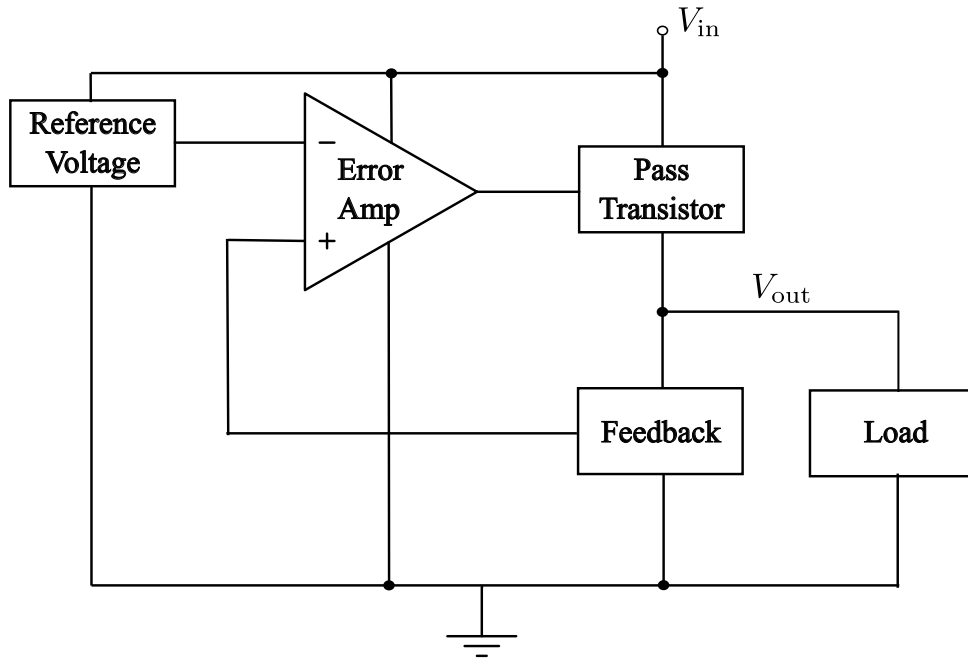 V_in
Reference
Voltage
−
Error
Amp
+
Pass
Transistor
V_out
Feedback
Load